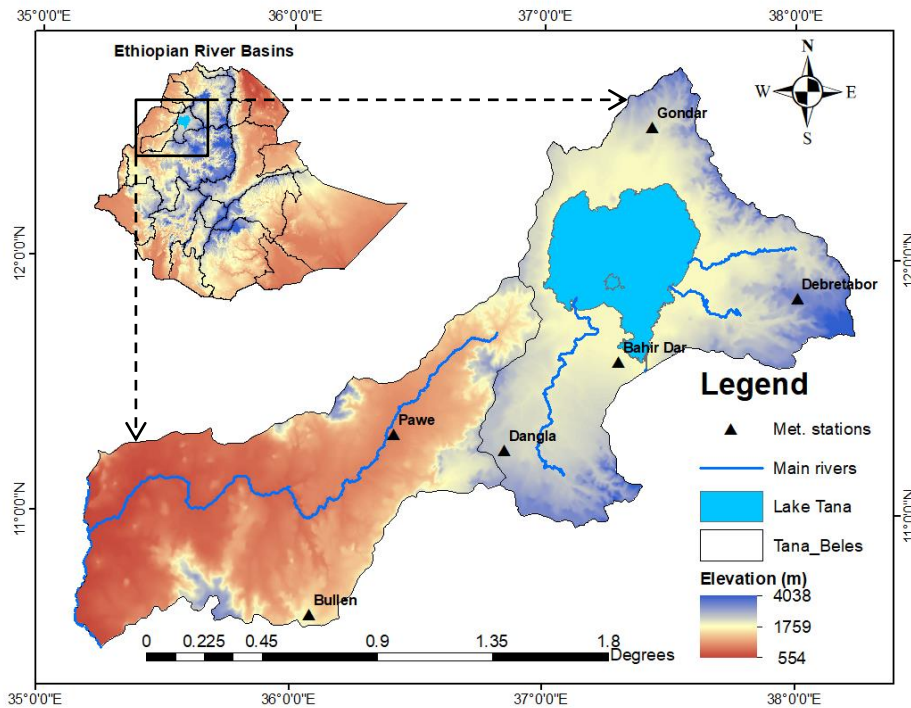 35°0'0"E 36°0'0"E 37°0'0"E 38°0'0"E
Ethiopian River Basins
N
W E
S
Gondar
12°0'0"N 12°0'0"N
Debretabor
Bahir Dar
Legend
Pawe
Met. stations
Dangla
Main rivers
11°0'0"N 11°0'0"N
Lake Tana
Tana_Beles
Elevation (m)
4038
1759
554
Bullen
0 0.225 0.45 0.9 1.35 1.8
Degrees
35°0'0"E 36°0'0"E 37°0'0"E 38°0'0"E